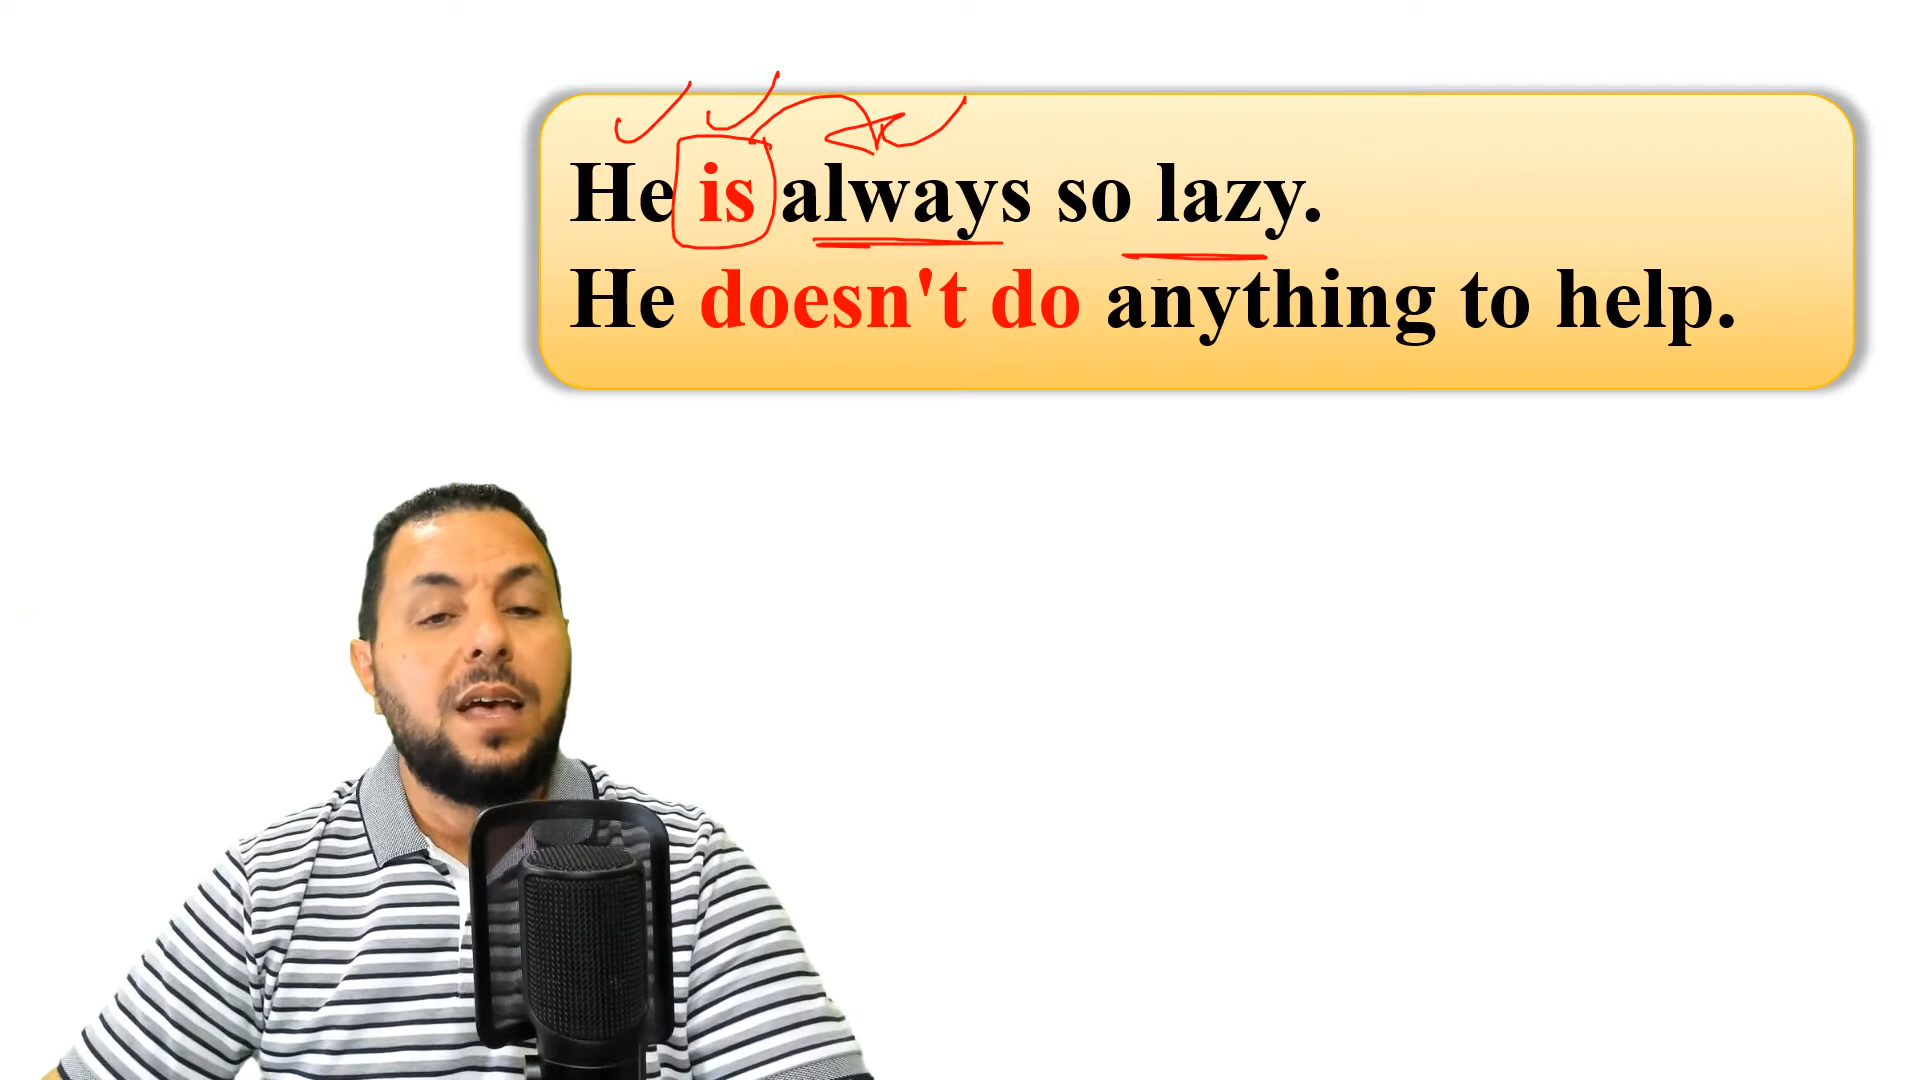 He is always so lazy.
He doesn't do anything to help.